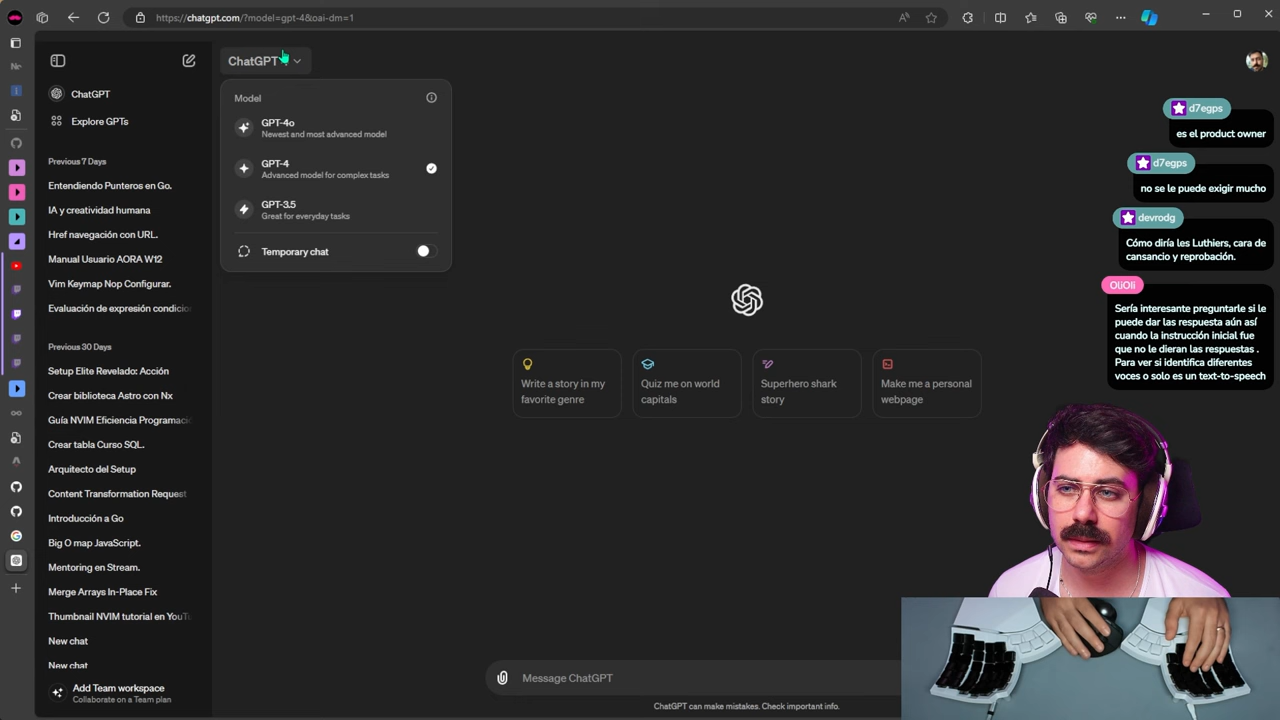 https://chatgpt.com/?model=gpt-4&oai-dm=1
ChatGPT
ChatGPT
Explore GPTs
Previous 7 Days
Entendiendo Punteros en Go.
IA y creatividad humana
Href navegación con URL.
Manual Usuario AORA W12
Vim Keymap Nop Configurar.
Evaluación de expresión condicio
Previous 30 Days
Setup Elite Revelado: Acción
Crear biblioteca Astro con Nx
Guía NVIM Eficiencia Programaci
Crear tabla Curso SQL.
Arquitecto del Setup
Content Transformation Request
Introducción a Go
Big O map JavaScript.
Mentoring en Stream.
Merge Arrays In-Place Fix
Thumbnail NVIM tutorial en YouTu
New chat
New chat
Add Team workspace
Collaborate on a Team plan
Model
GPT-4o
Newest and most advanced model
GPT-4
Advanced model for complex tasks
GPT-3.5
Great for everyday tasks
Temporary chat
Write a story in my
favorite genre
Quiz me on world
capitals
Superhero shark
story
Make me a personal
webpage
Message ChatGPT
ChatGPT can make mistakes. Check important info.
d7egps
es el product owner
d7egps
no se le puede exigir mucho
devrodg
Cómo diría les Luthiers, cara de
cansancio y reprobación.
OliOli
Sería interesante preguntarle si le
puede dar las respuesta aún así
cuando la instrucción inicial fue
que no le dieran las respuestas .
Para ver si identifica diferentes
voces o solo es un text-to-speech